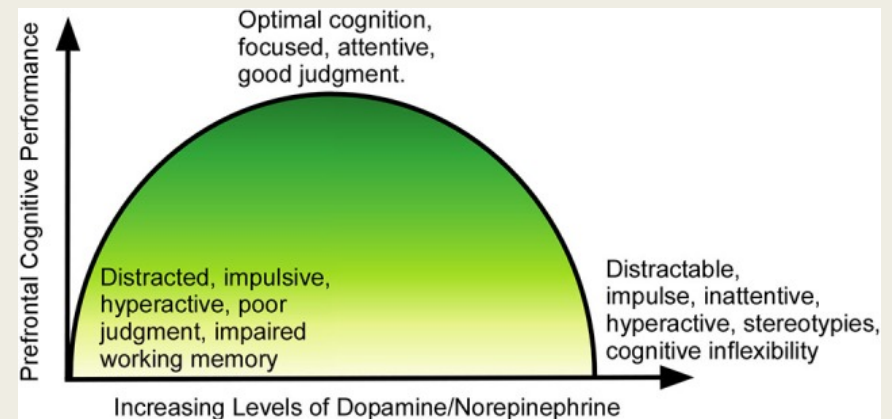 Optimal cognition,
focused, attentive,
good judgment.
Prefrontal Cognitive Performance
Distracted, impulsive,
hyperactive, poor
judgment, impaired
working memory
Distractable,
impulse, inattentive,
hyperactive, stereotypies,
cognitive inflexibility
Increasing Levels of Dopamine/Norepinephrine